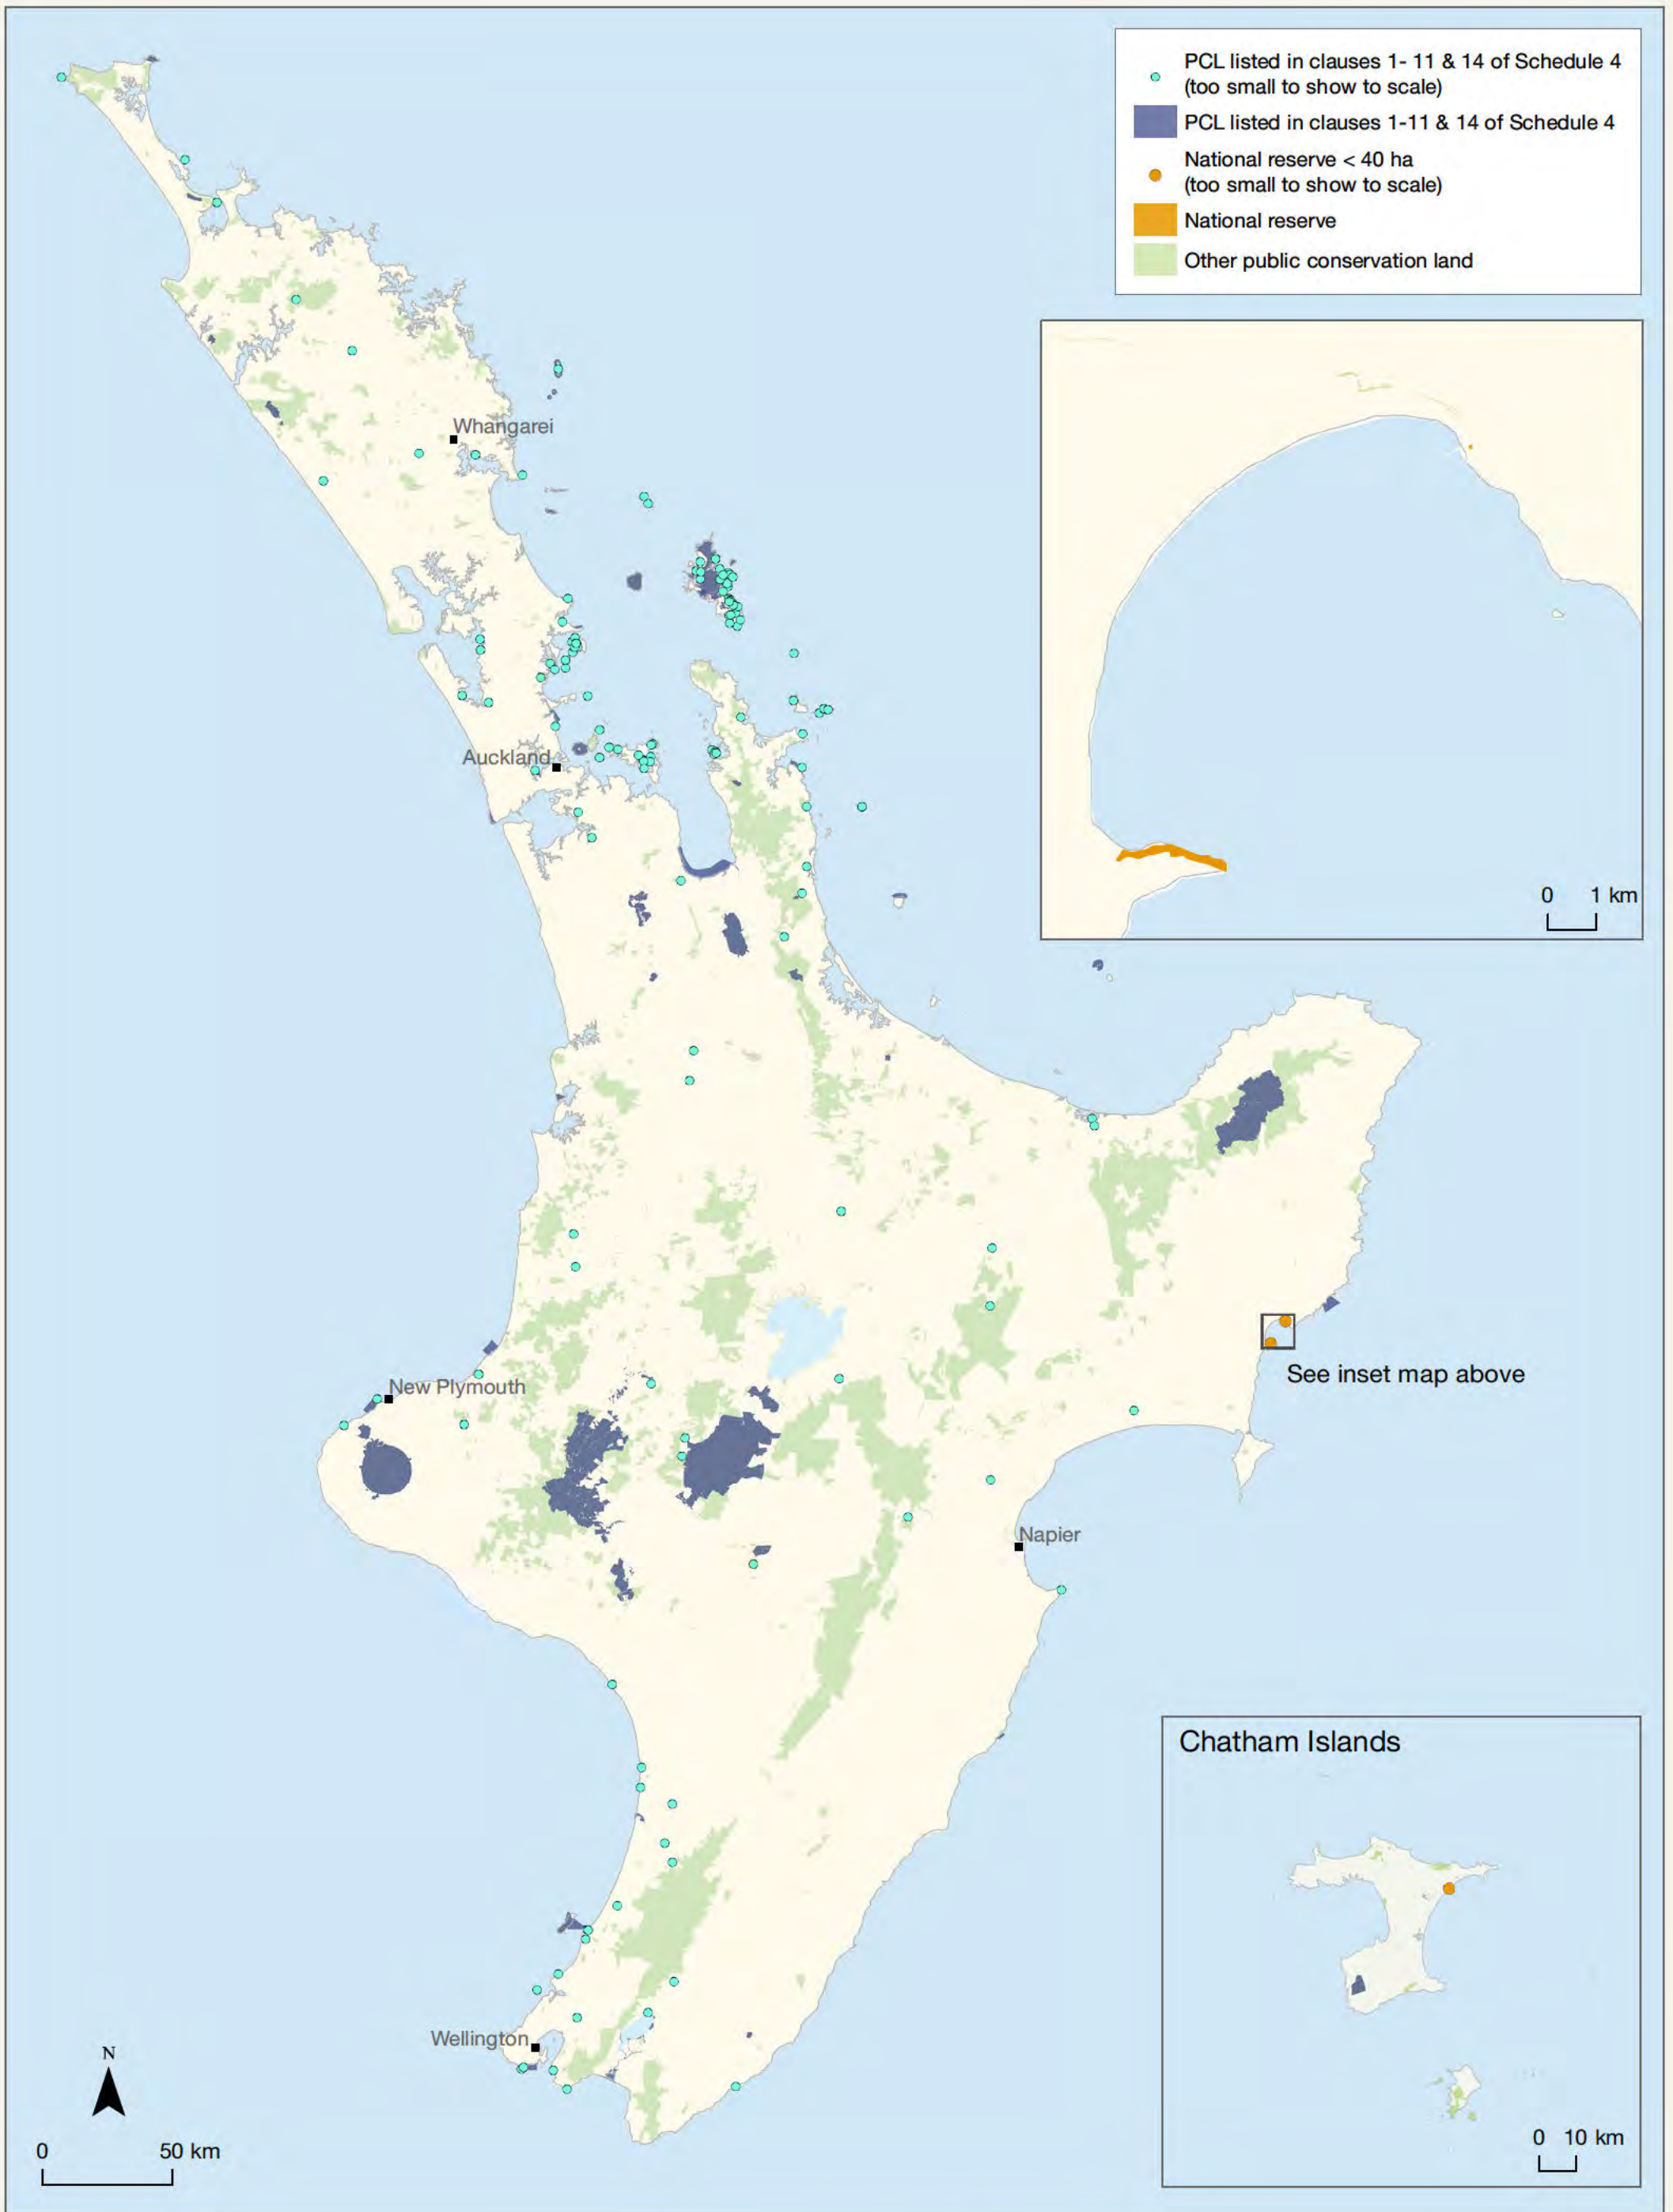 PCL listed in clauses 1- 11 & 14 of Schedule 4
(too small to show to scale)
PCL listed in clauses 1-11 & 14 of Schedule 4
National reserve < 40 ha
(too small to show to scale)
National reserve
Other public conservation land
Whangarei
Auckland
0 1 km
See inset map above
New Plymouth
Napier
Chatham Islands
Wellington
N
0 50 km
0 10 km